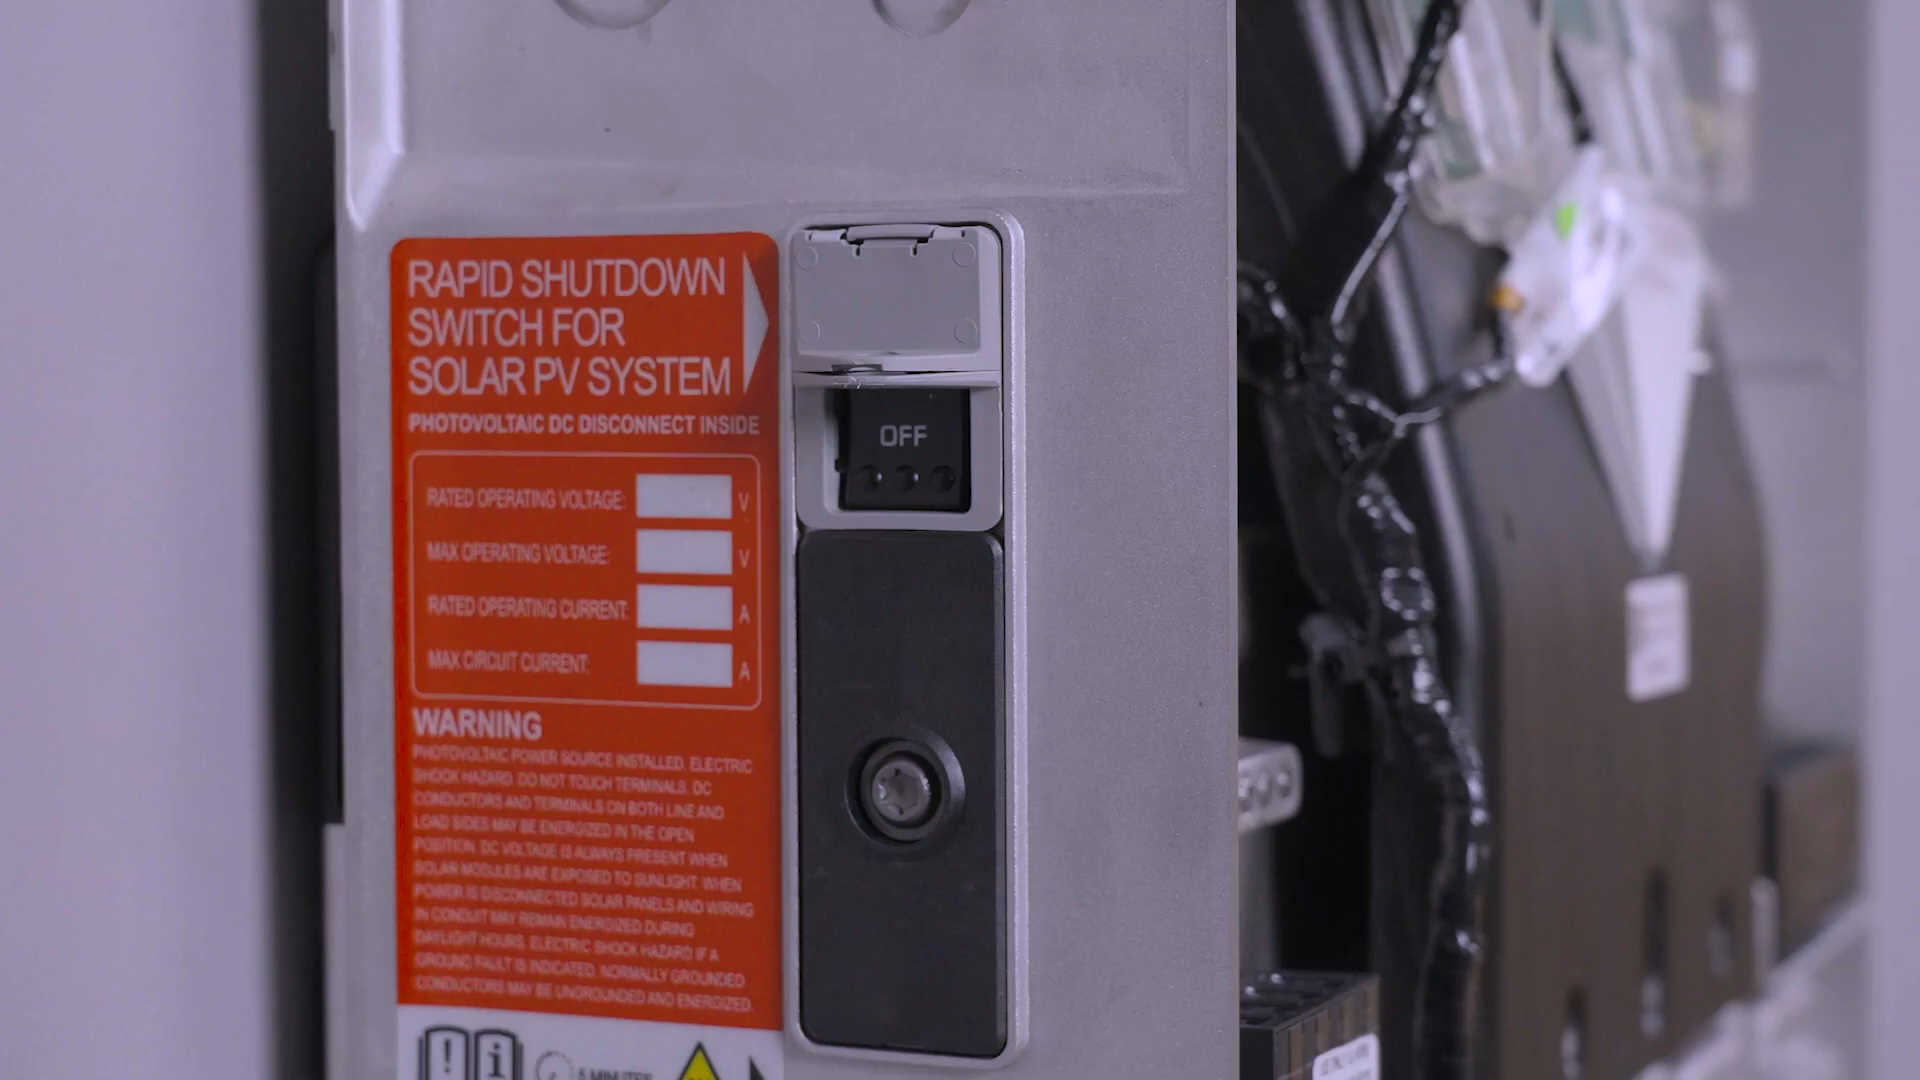 RAPID SHUTDOWN
SWITCH FOR
SOLAR PV SYSTEM
PHOTOVOLTAIC DC DISCONNECT INSIDE
RATED OPERATING VOLTAGE: V
MAX OPERATING VOLTAGE: V
RATED OPERATING CURRENT: A
MAX CIRCUIT CURRENT: A
WARNING
PHOTOVOLTAIC POWER SOURCE INSTALLED. ELECTRIC
SHOCK HAZARD. DO NOT TOUCH TERMINALS. DC
CONDUCTORS AND TERMINALS ON BOTH LINE AND
LOAD SIDES MAY BE ENERGIZED IN THE OPEN
POSITION. DC VOLTAGE IS ALWAYS PRESENT WHEN
SOLAR MODULES ARE EXPOSED TO SUNLIGHT. WHEN
POWER IS DISCONNECTED SOLAR PANELS AND WIRING
IN CONDUIT MAY REMAIN ENERGIZED DURING
DAYLIGHT HOURS. ELECTRIC SHOCK HAZARD IF A
GROUND FAULT IS INDICATED, NORMALLY GROUNDED
CONDUCTORS MAY BE UNGROUNDED AND ENERGIZED.
! i 5 MINUTES
OFF